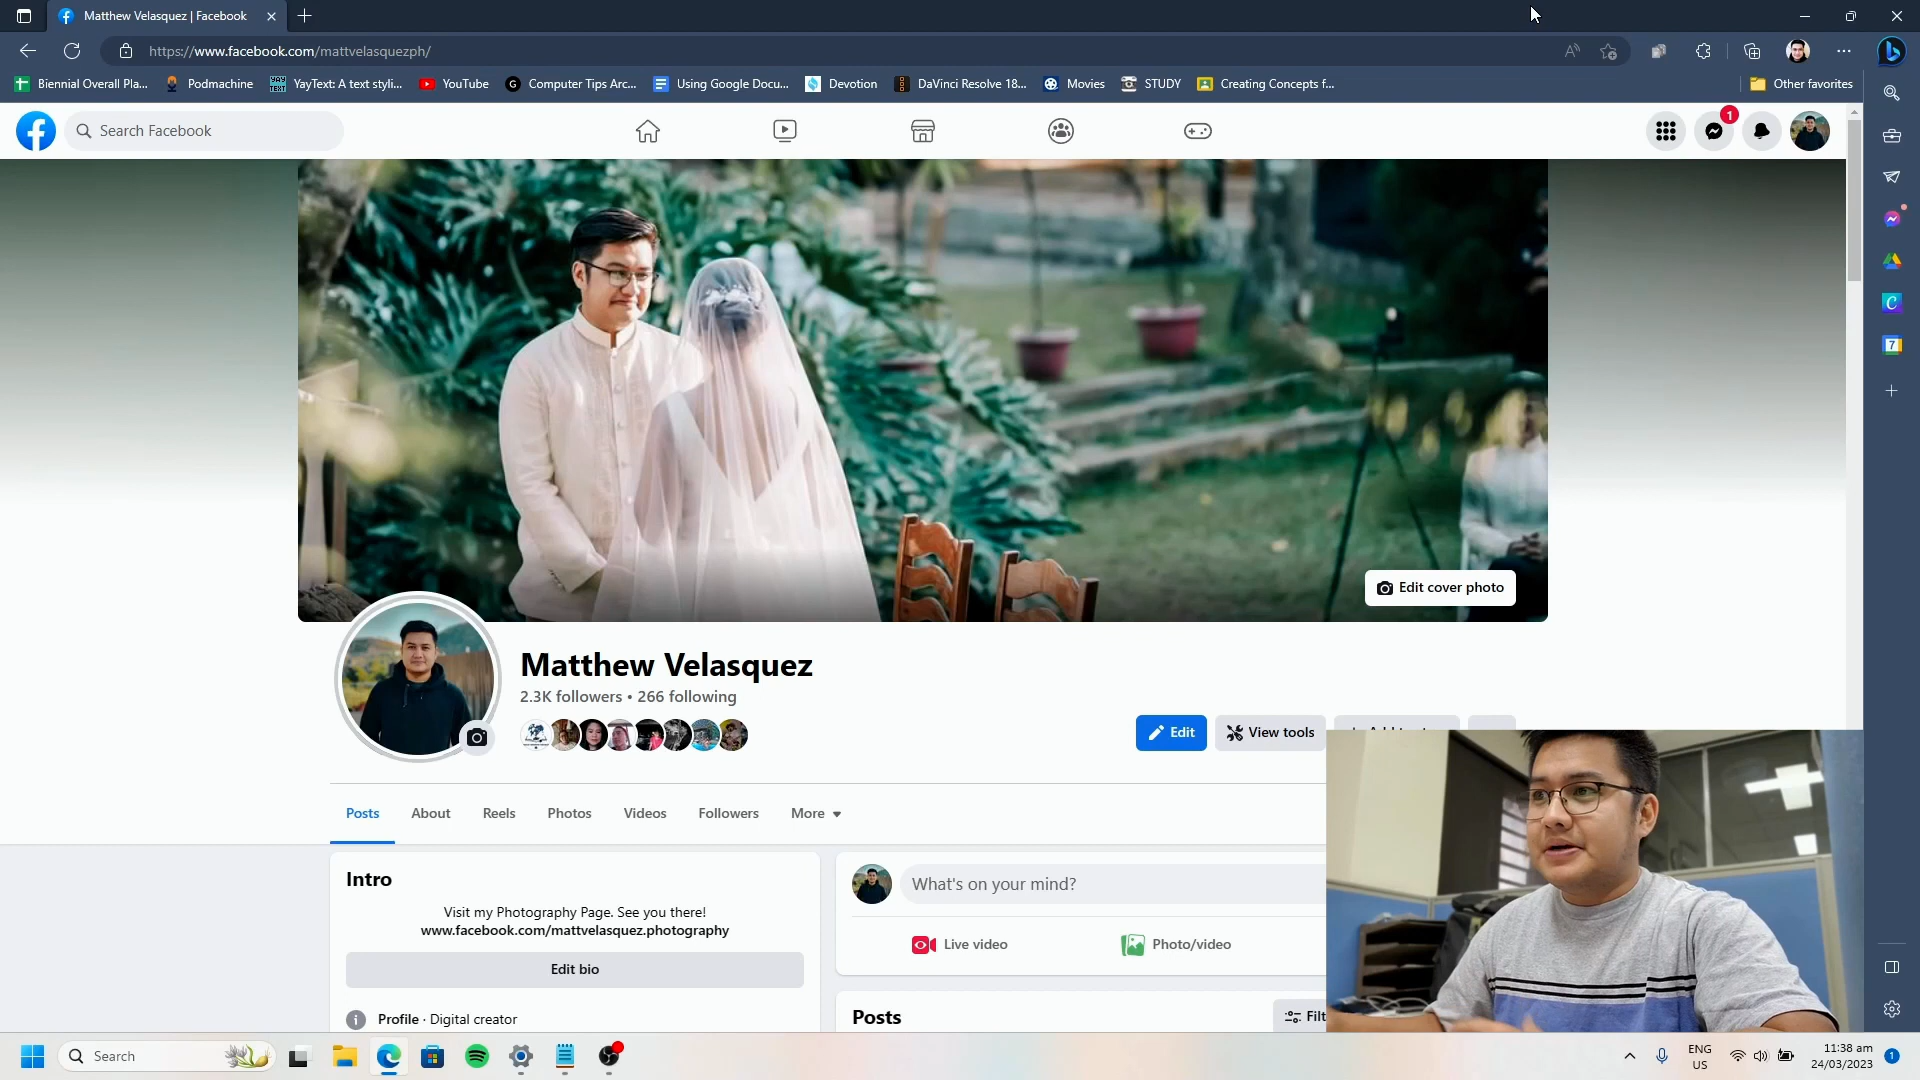 Matthew Velasquez | Facebook
https://www.facebook.com/mattvelasquezph/
Biennial Overall Pla...
Podmachine
YayText: A text styli...
YouTube
Computer Tips Arc...
Using Google Docu...
Devotion
DaVinci Resolve 18...
Movies
STUDY
Creating Concepts f...
Other favorites
Search Facebook
1
Edit cover photo
Matthew Velasquez
2.3K followers • 266 following
Edit
View tools
Posts
About
Reels
Photos
Videos
Followers
More
Intro
Visit my Photography Page. See you there!
www.facebook.com/mattvelasquez.photography
Edit bio
Profile · Digital creator
What's on your mind?
Live video
Photo/video
Posts
Filt
7
Search
ENG
US
11:38 am
24/03/2023
1